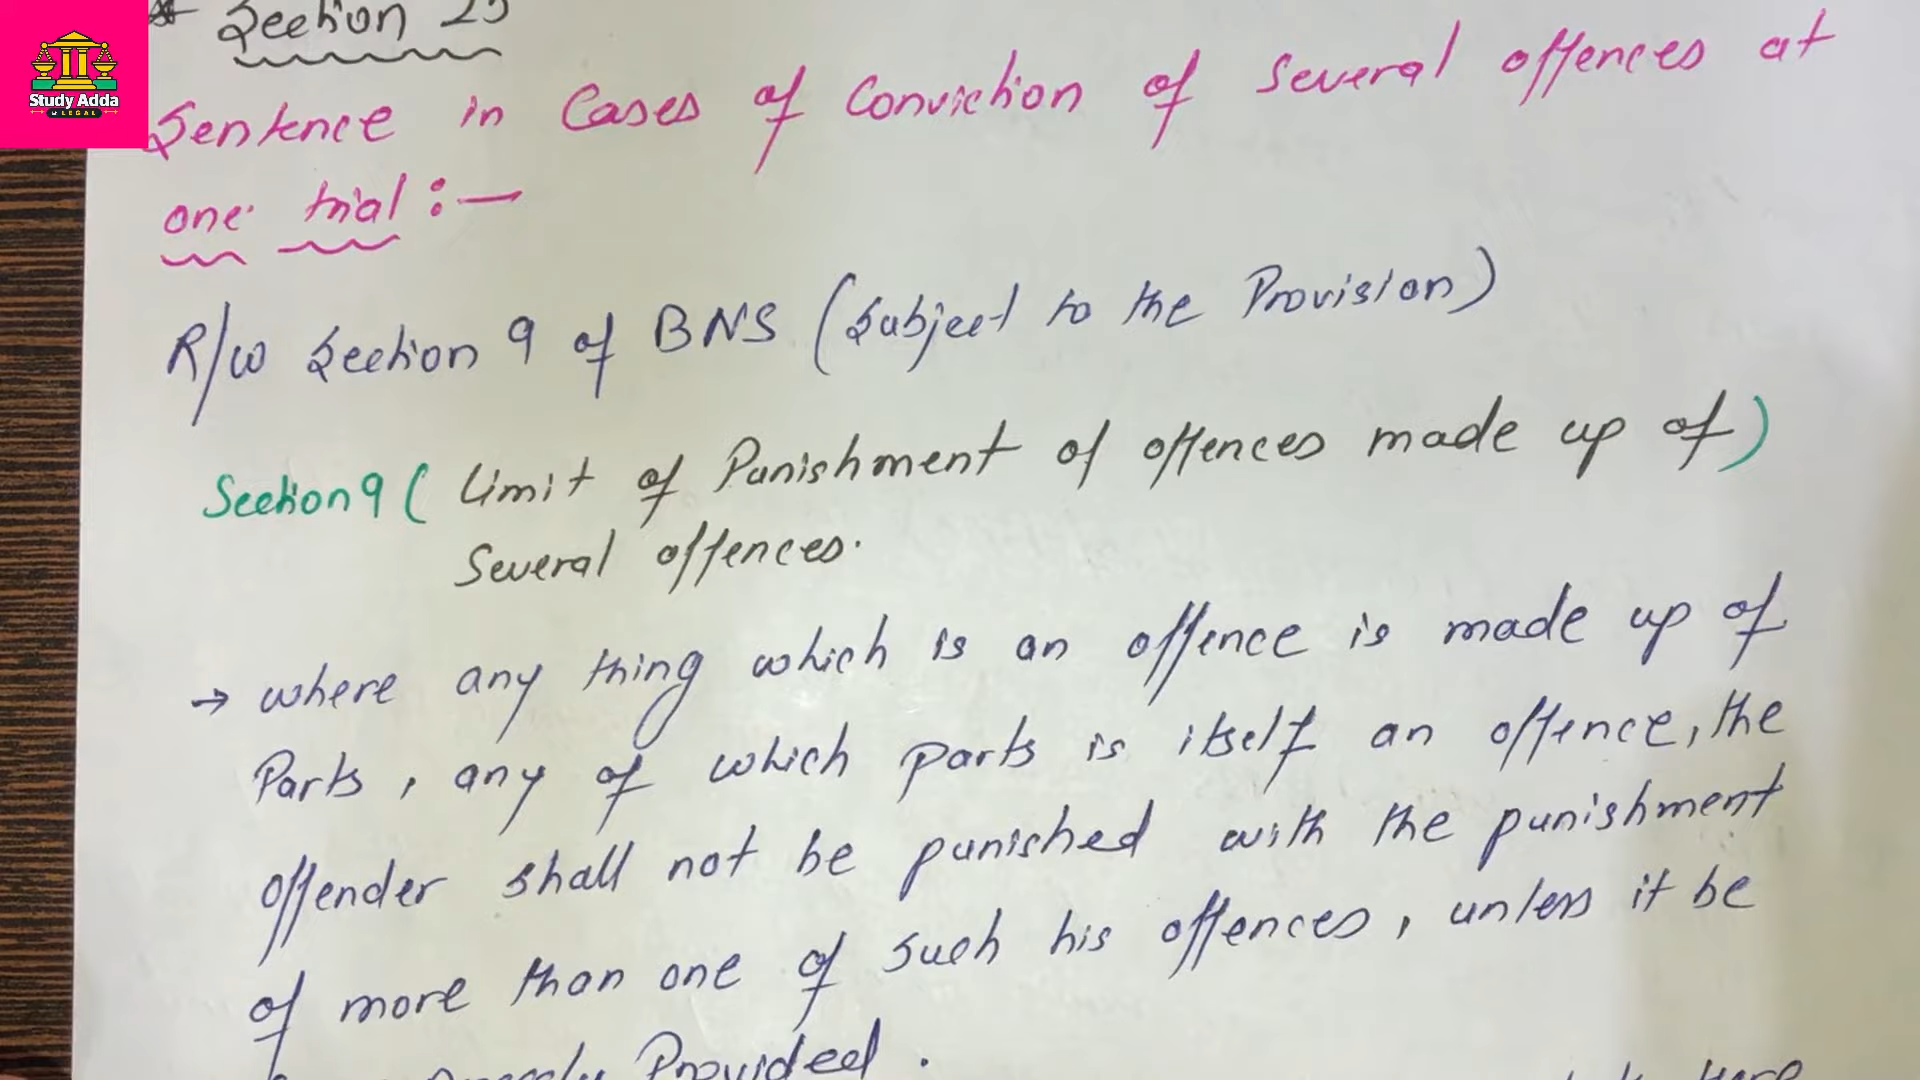 Study Adda
LEGAL
* Section 25
Sentence in Cases of Conviction of Several offences at
one trial :-
R/w Section 9 of BNS (Subject to the Provision)
Section 9 ( Limit of Punishment of offences made up of )
Several offences.
→ where any thing which is an offence is made up of
Parts, any of which parts is itself an offence, the
offender shall not be punished with the punishment
of more than one of such his offences, unless it be
Provided.